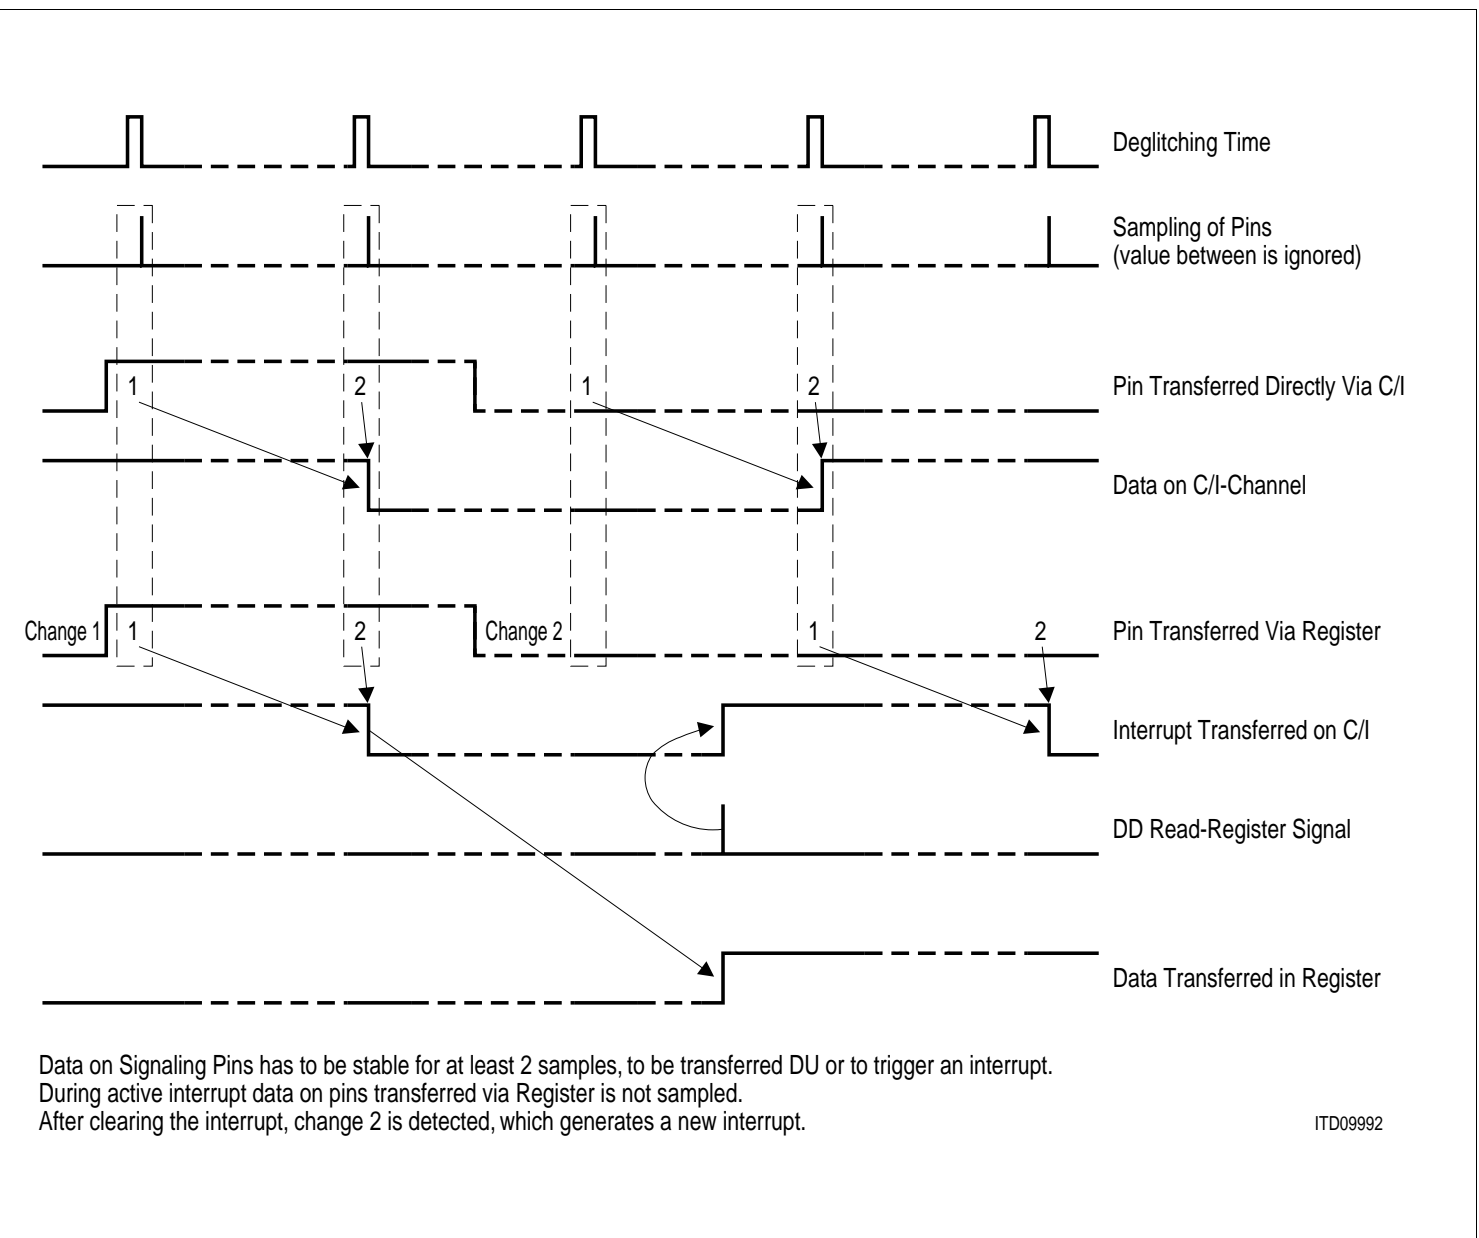 Deglitching Time
Sampling of Pins
(value between is ignored)
1 2 1 2 Pin Transferred Directly Via C/I
Data on C/I-Channel
Change 1 1 2 Change 2 1 2 Pin Transferred Via Register
Interrupt Transferred on C/I
DD Read-Register Signal
Data Transferred in Register
Data on Signaling Pins has to be stable for at least 2 samples, to be transferred DU or to trigger an interrupt.
During active interrupt data on pins transferred via Register is not sampled.
After clearing the interrupt, change 2 is detected, which generates a new interrupt.
ITD09992